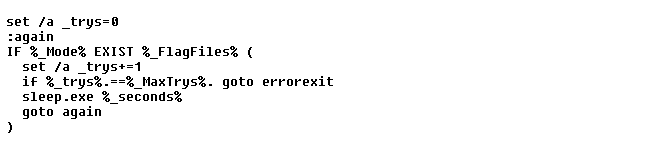 set /a _trys=0
:again
IF %_Mode% EXIST %_FlagFiles% (
  set /a _trys+=1
  if %_trys%.==%_MaxTrys%. goto errorexit
  sleep.exe %_seconds%
  goto again
)